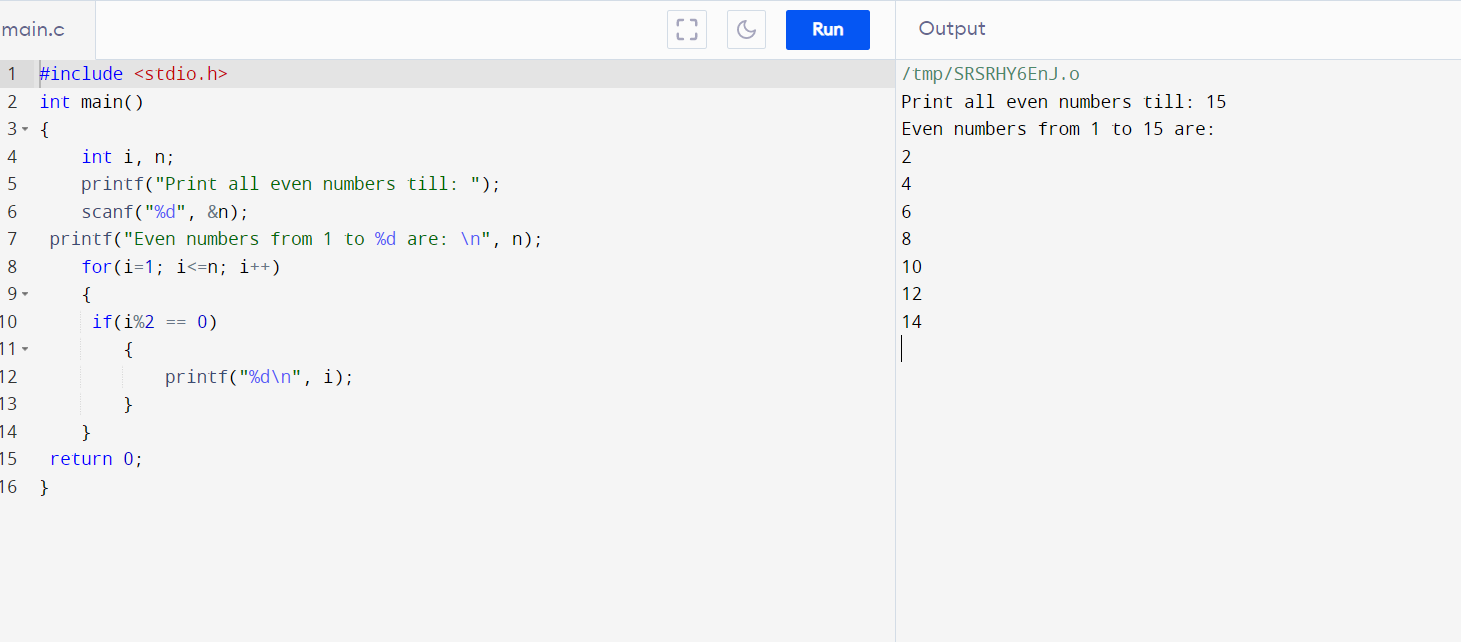 main.c
Run
Output
1 #include <stdio.h>
2 int main()
3 {
4     int i, n;
5     printf("Print all even numbers till: ");
6     scanf("%d", &n);
7  printf("Even numbers from 1 to %d are: \n", n);
8     for(i=1; i<=n; i++)
9     {
10      if(i%2 == 0)
11         {
12             printf("%d\n", i);
13         }
14     }
15  return 0;
16 }
/tmp/SRSRHY6EnJ.o
Print all even numbers till: 15
Even numbers from 1 to 15 are:
2
4
6
8
10
12
14